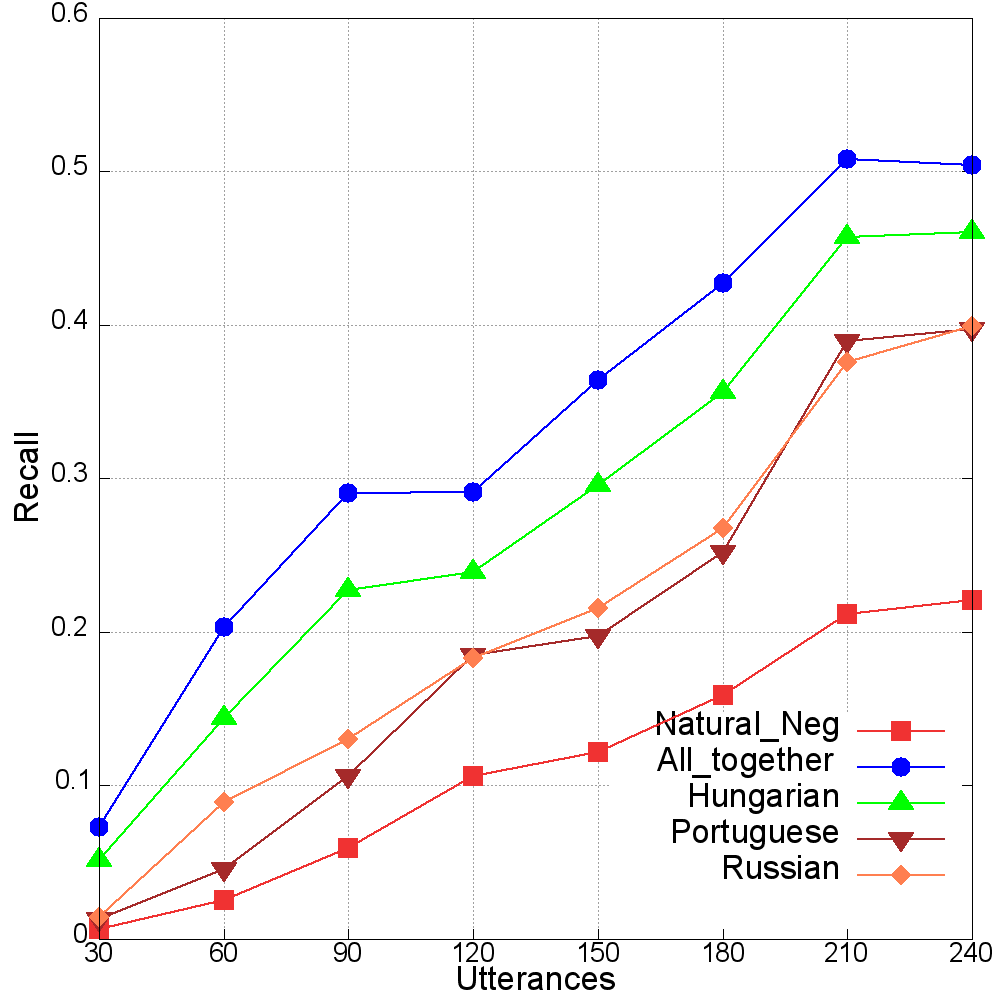 0.6
0.5
0.4
0.3
0.2
0.1
0
Recall
30 60 90 120 150 180 210 240
Utterances
Natural_Neg
All_together
Hungarian
Portuguese
Russian